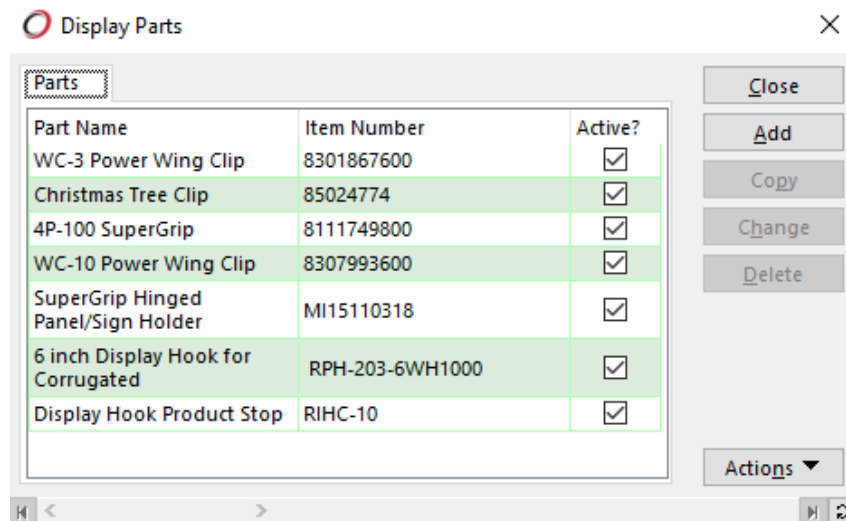 Display Parts
Parts
Close
Add
Copy
Change
Delete
Actions
Part Name Item Number Active?
WC-3 Power Wing Clip 8301867600
Christmas Tree Clip 85024774
4P-100 SuperGrip 8111749800
WC-10 Power Wing Clip 8307993600
SuperGrip Hinged
Panel/Sign Holder MI15110318
6 inch Display Hook for
Corrugated RPH-203-6WH1000
Display Hook Product Stop RIHC-10